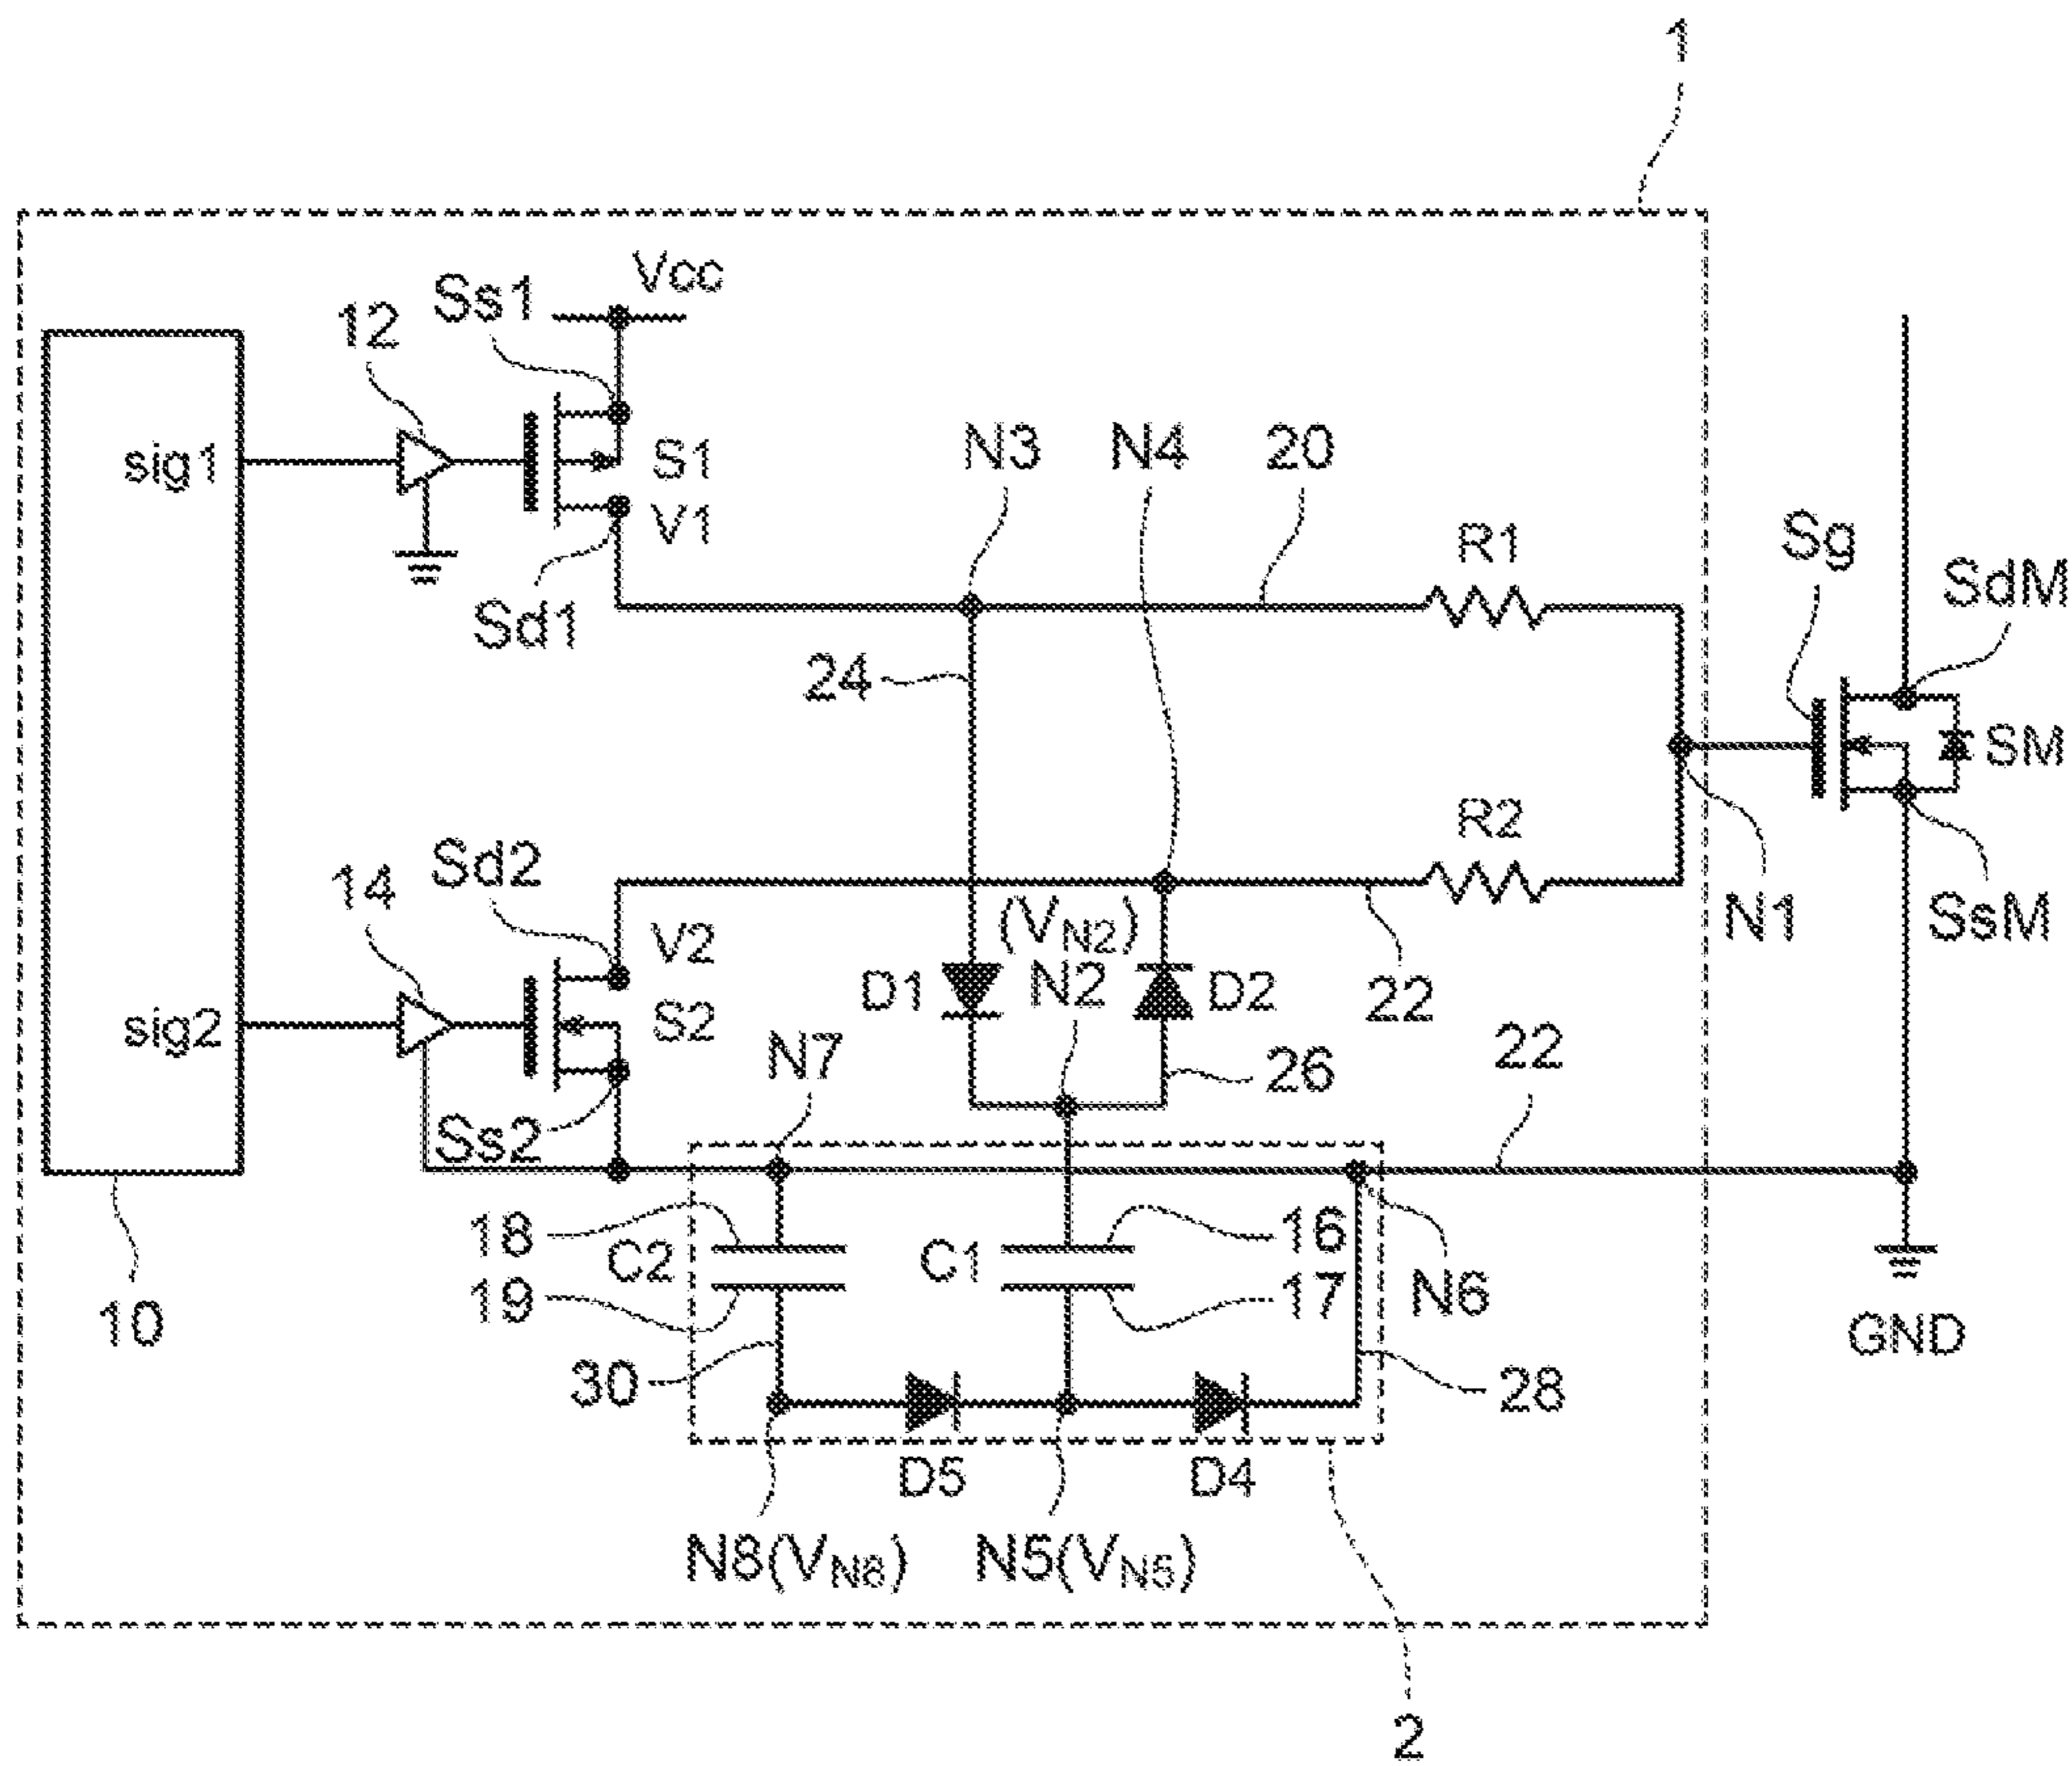 1
Vcc
Ss1
12
sig1
S1
V1
Sd1
N3
N4
20
R1
Sg
SdM
24
SM
R2
Sd2
14
V2
(VN2)
N1
SsM
D1
N2
D2
22
sig2
S2
N7
26
22
Ss2
18
C2
C1
16
19
17
N6
10
GND
30
28
D5
D4
N8(VN8)
N5(VN5)
2